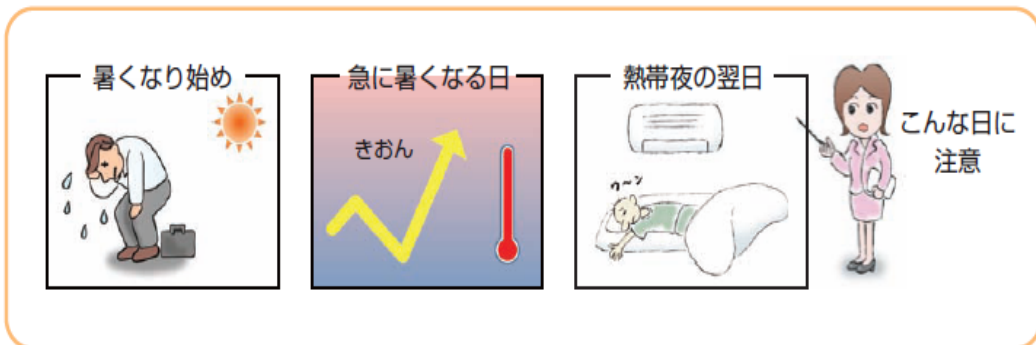 暑くなり始め
急に暑くなる日
きおん
熱帯夜の翌日
ウ〜ン
こんな日に
注意